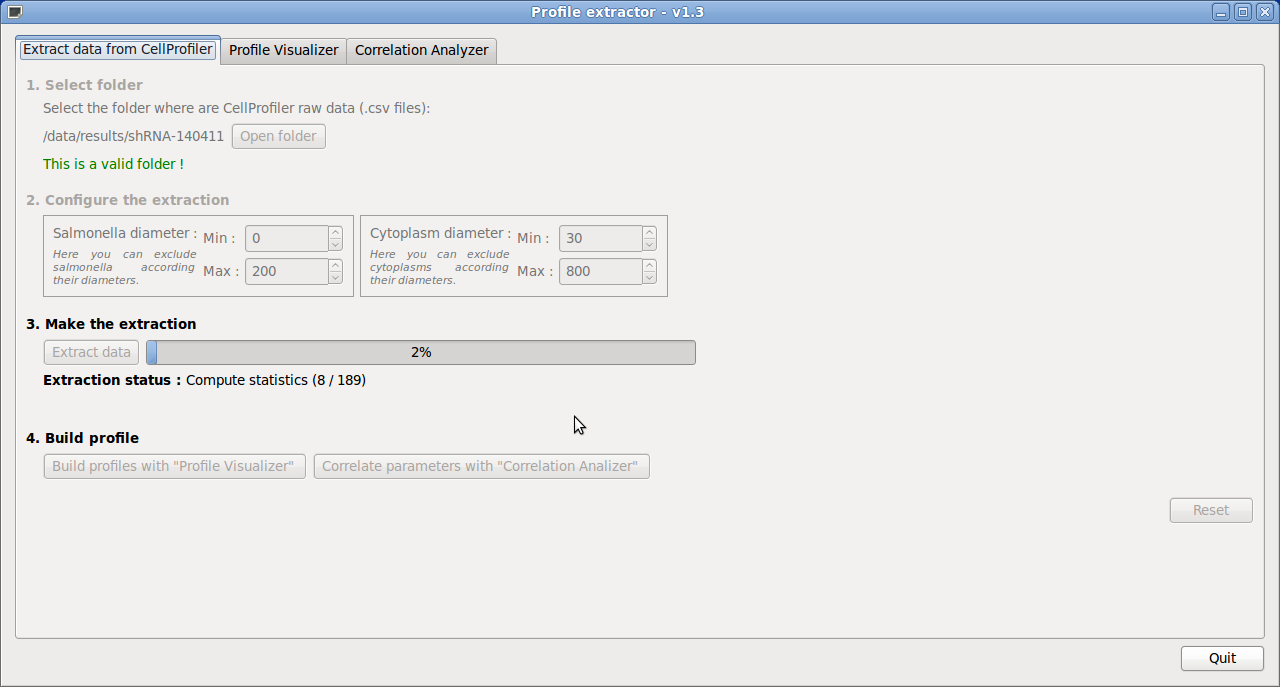 Profile extractor - v1.3
Extract data from CellProfiler Profile Visualizer Correlation Analyzer
1. Select folder
Select the folder where are CellProfiler raw data (.csv files):
/data/results/shRNA-140411 Open folder
This is a valid folder !
2. Configure the extraction
Salmonella diameter :
Here you can exclude
salmonella according
their diameters.
Min : 0
Max : 200
Cytoplasm diameter :
Here you can exclude
cytoplasms according
their diameters.
Min : 30
Max : 800
3. Make the extraction
Extract data 2%
Extraction status : Compute statistics (8 / 189)
4. Build profile
Build profiles with "Profile Visualizer" Correlate parameters with "Correlation Analizer"
Reset
Quit